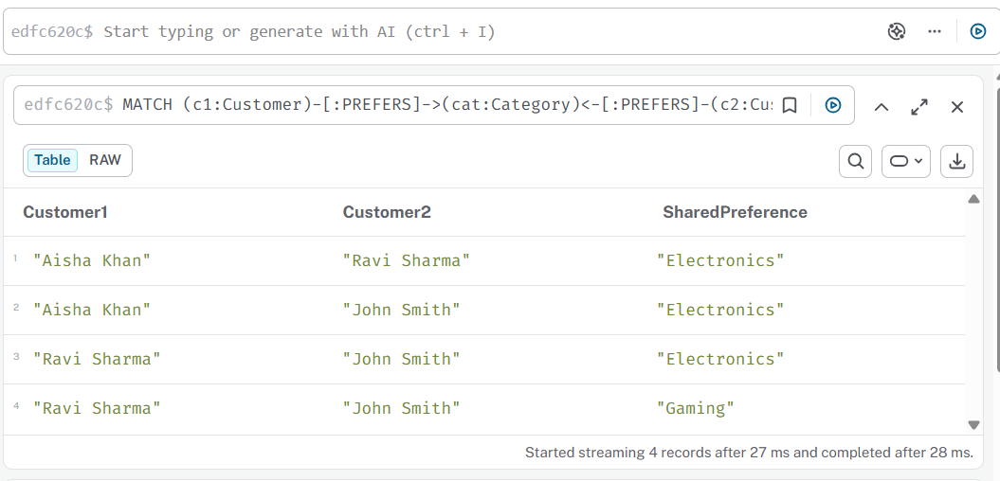 edfc620c$ Start typing or generate with AI (ctrl + I)
edfc620c$ MATCH (c1:Customer)-[:PREFERS]->(cat:Category)<-[:PREFERS]-(c2:Cu
Table RAW
Customer1 Customer2 SharedPreference
1 "Aisha Khan" "Ravi Sharma" "Electronics"
2 "Aisha Khan" "John Smith" "Electronics"
3 "Ravi Sharma" "John Smith" "Electronics"
4 "Ravi Sharma" "John Smith" "Gaming"
Started streaming 4 records after 27 ms and completed after 28 ms.